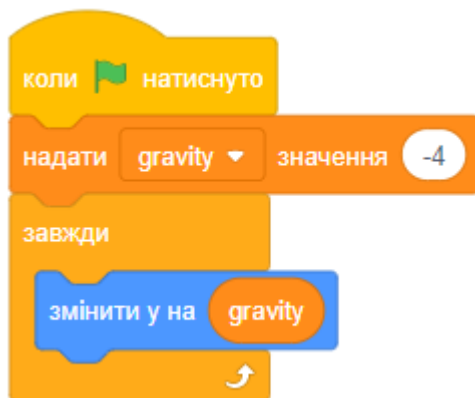 коли натиснуто
надати gravity значення -4
завжди
змінити y на gravity